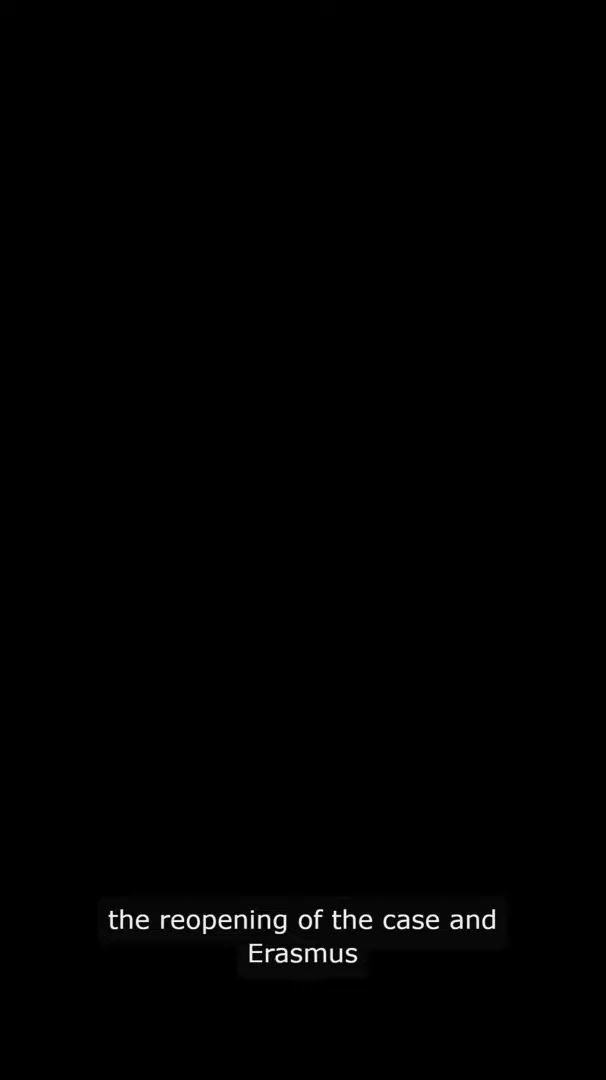 the reopening of the case and
Erasmus